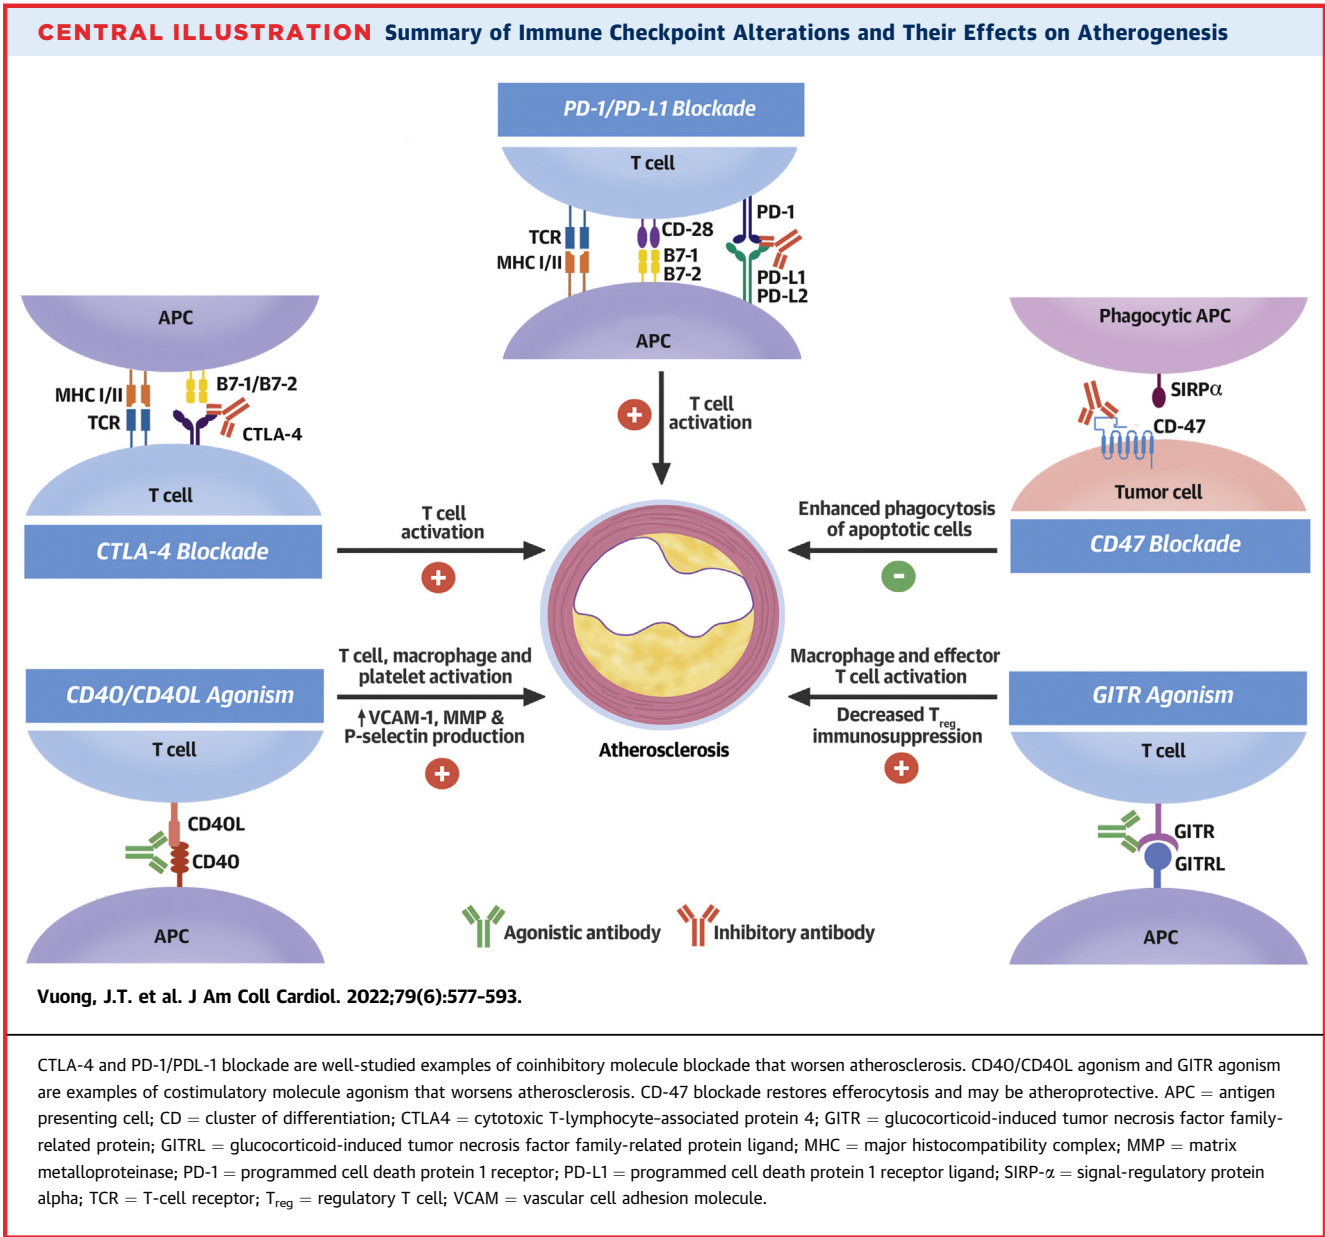 CENTRAL ILLUSTRATION Summary of Immune Checkpoint Alterations and Their Effects on Atherogenesis
PD-1/PD-L1 Blockade
T cell
TCR
MHC I/II
CD-28
B7-1
B7-2
PD-1
PD-L1
PD-L2
APC
T cell
activation
APC
MHC I/II
TCR
B7-1/B7-2
CTLA-4
T cell
CTLA-4 Blockade
T cell
activation
Phagocytic APC
SIRPα
CD-47
Tumor cell
CD47 Blockade
Enhanced phagocytosis
of apoptotic cells
CD40/CD40L Agonism
T cell
CD40L
CD40
APC
T cell, macrophage and
platelet activation
↑VCAM-1, MMP &
P-selectin production
Atherosclerosis
Macrophage and effector
T cell activation
Decreased Treg
immunosuppression
GITR Agonism
T cell
GITR
GITRL
APC
Agonistic antibody
Inhibitory antibody
Vuong, J.T. et al. J Am Coll Cardiol. 2022;79(6):577–593.
CTLA-4 and PD-1/PDL-1 blockade are well-studied examples of coinhibitory molecule blockade that worsen atherosclerosis. CD40/CD40L agonism and GITR agonism
are examples of costimulatory molecule agonism that worsens atherosclerosis. CD-47 blockade restores efferocytosis and may be atheroprotective. APC = antigen
presenting cell; CD = cluster of differentiation; CTLA4 = cytotoxic T-lymphocyte–associated protein 4; GITR = glucocorticoid-induced tumor necrosis factor family-
related protein; GITRL = glucocorticoid-induced tumor necrosis factor family-related protein ligand; MHC = major histocompatibility complex; MMP = matrix
metalloproteinase; PD-1 = programmed cell death protein 1 receptor; PD-L1 = programmed cell death protein 1 receptor ligand; SIRP-α = signal-regulatory protein
alpha; TCR = T-cell receptor; Treg = regulatory T cell; VCAM = vascular cell adhesion molecule.